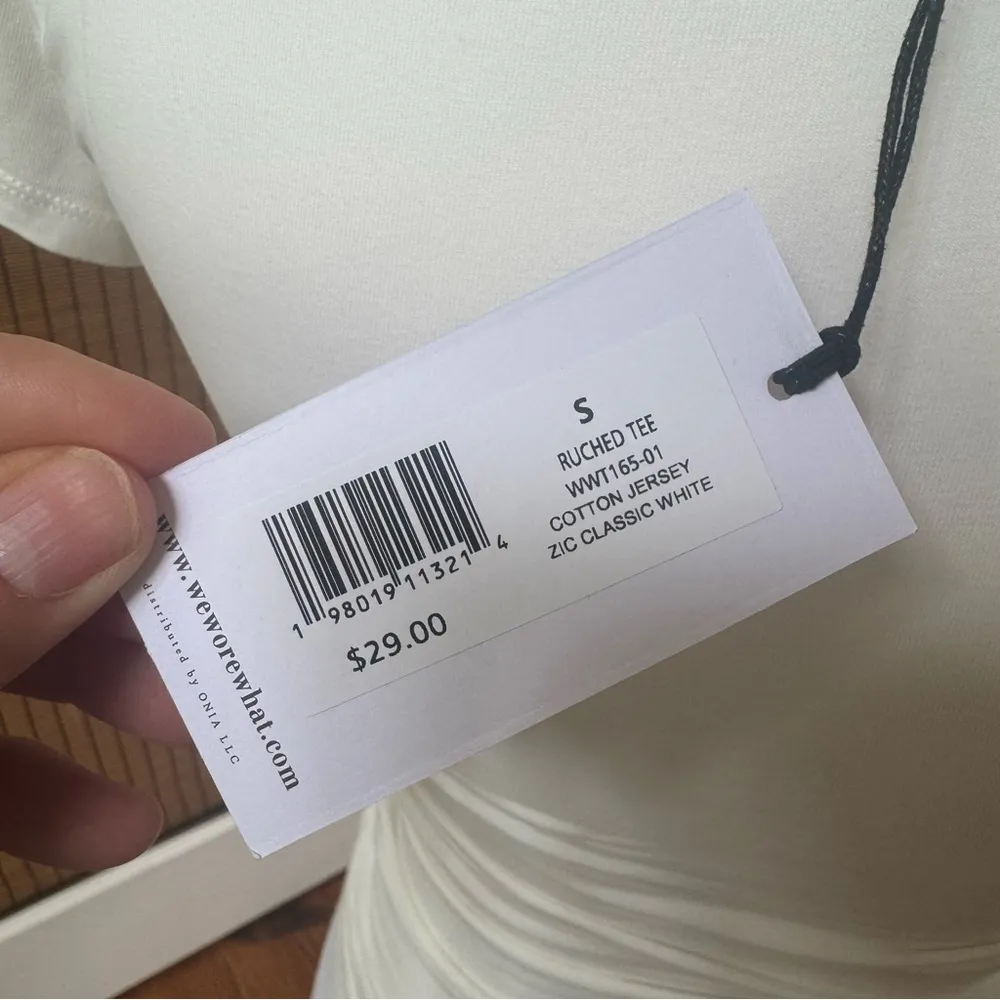 S
RUCHED TEE
WWT165-01
COTTON JERSEY
ZIC CLASSIC WHITE
1 98019 11321 4
$29.00
www.weworewhat.com
distributed by ONIA LLC